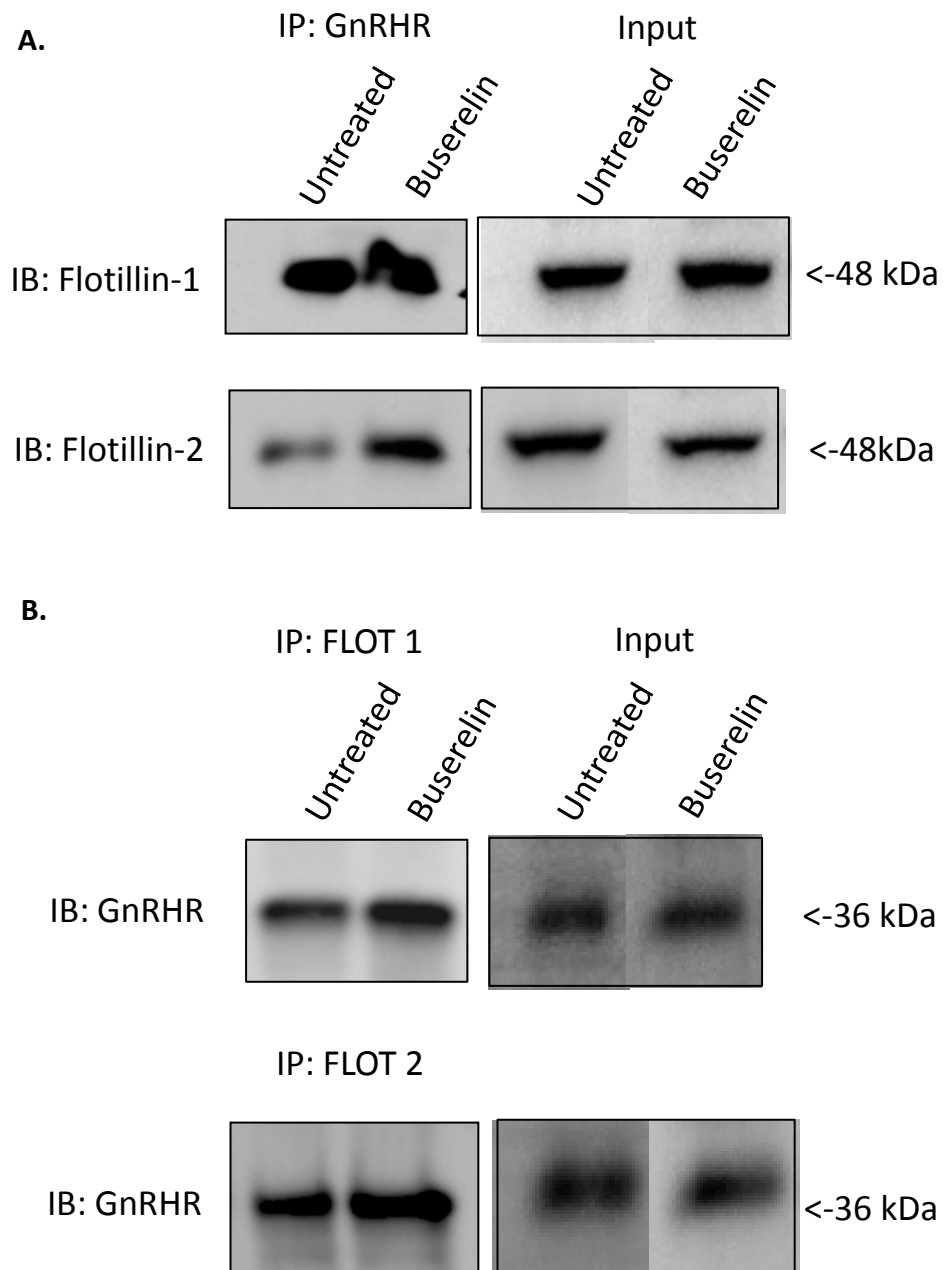 A.
IP: GnRHR
Input
Untreated
Buserelin
Untreated
Buserelin
IB: Flotillin-1
<-48 kDa
IB: Flotillin-2
<-48kDa
B.
IP: FLOT 1
Input
Untreated
Buserelin
Untreated
Buserelin
IB: GnRHR
<-36 kDa
IP: FLOT 2
IB: GnRHR
<-36 kDa